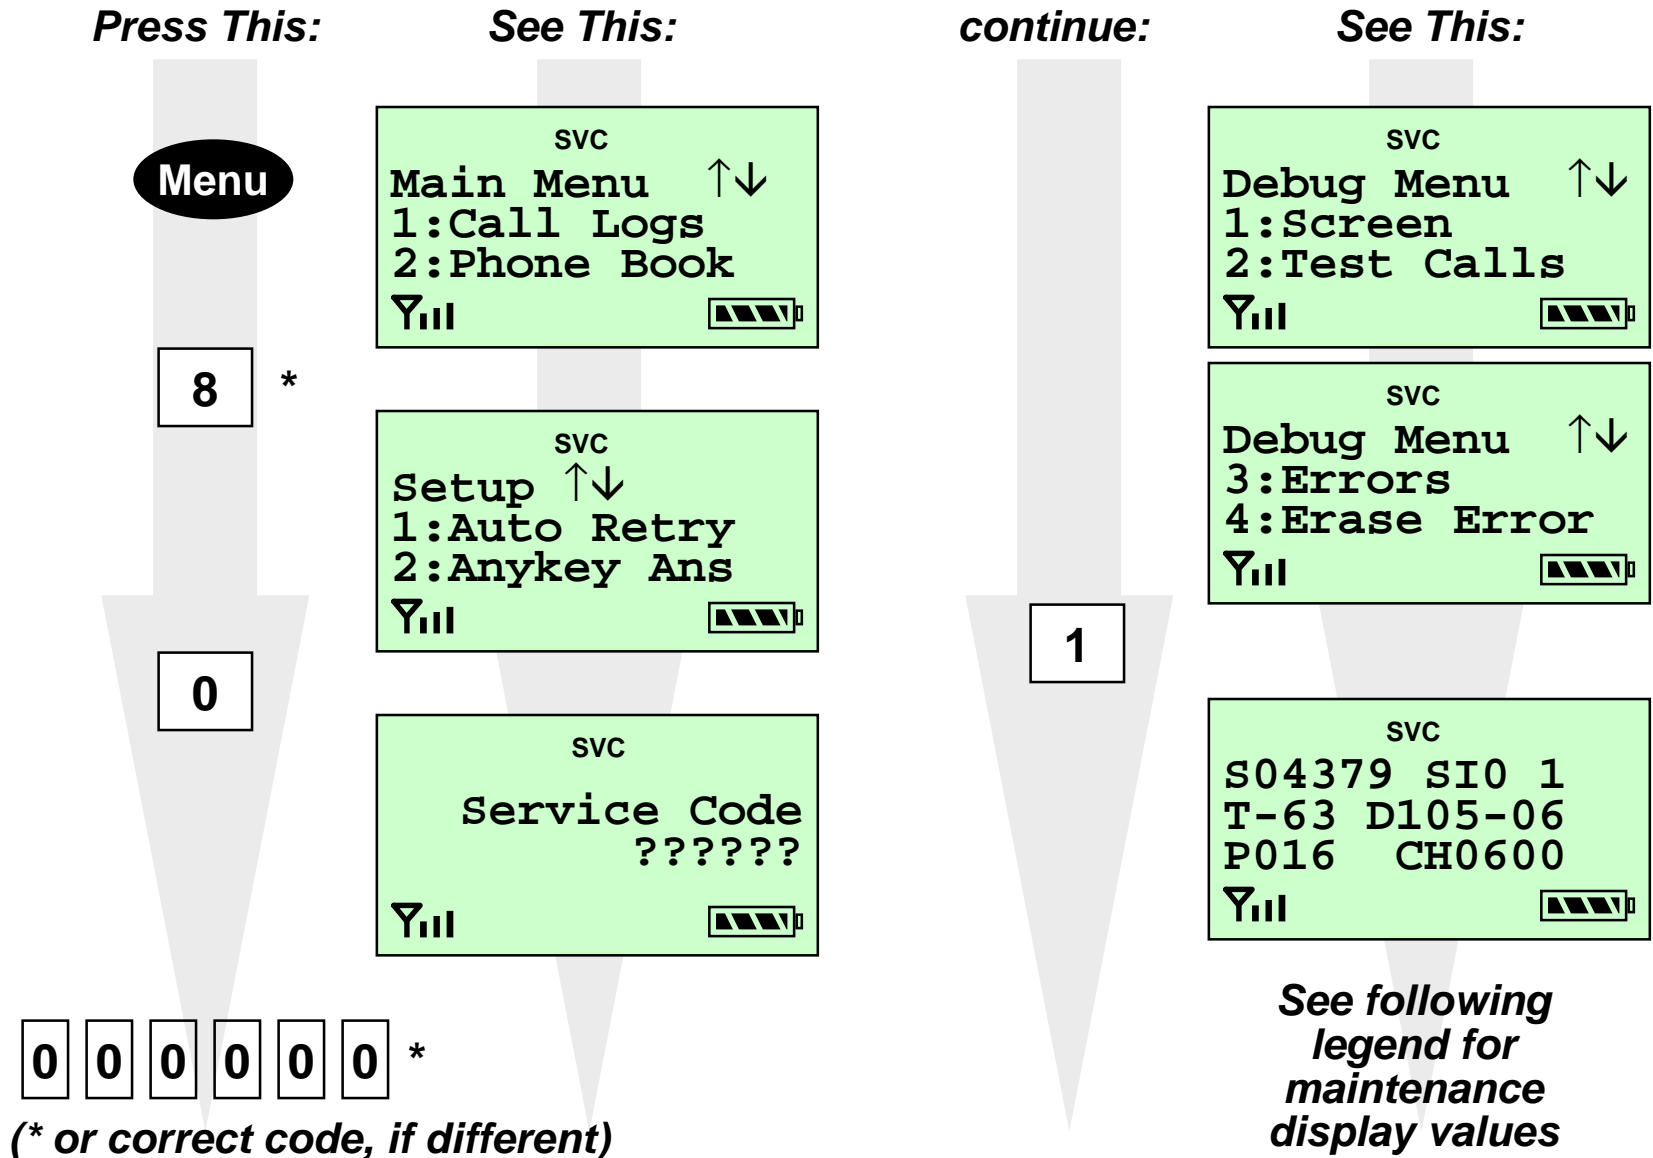 Press This:
See This:
Menu
SVC
Main Menu ↑↓
1:Call Logs
2:Phone Book
8 *
SVC
Setup ↑↓
1:Auto Retry
2:Anykey Ans
0
SVC
Service Code
??????
0 0 0 0 0 0 *
(* or correct code, if different)
continue:
See This:
SVC
Debug Menu ↑↓
1:Screen
2:Test Calls
SVC
Debug Menu ↑↓
3:Errors
4:Erase Error
1
SVC
S04379 SI0 1
T-63 D105-06
P016 CH0600
See following
legend for
maintenance
display values